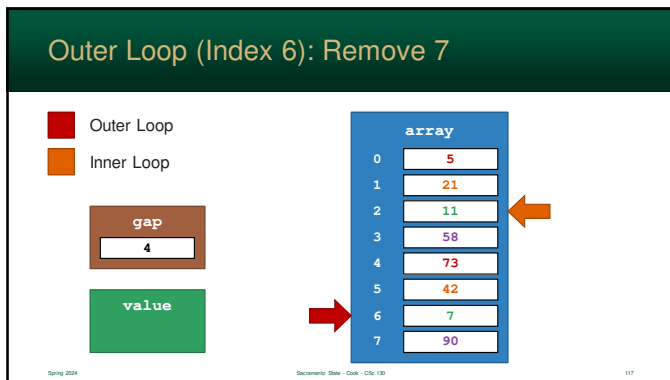 Outer Loop (Index 6): Remove 7
Outer Loop
Inner Loop
gap
4
value
array
0 5
1 21
2 11
3 58
4 73
5 42
6 7
7 90
Spring 2024
Sacramento State - Cook - CSc 130
117